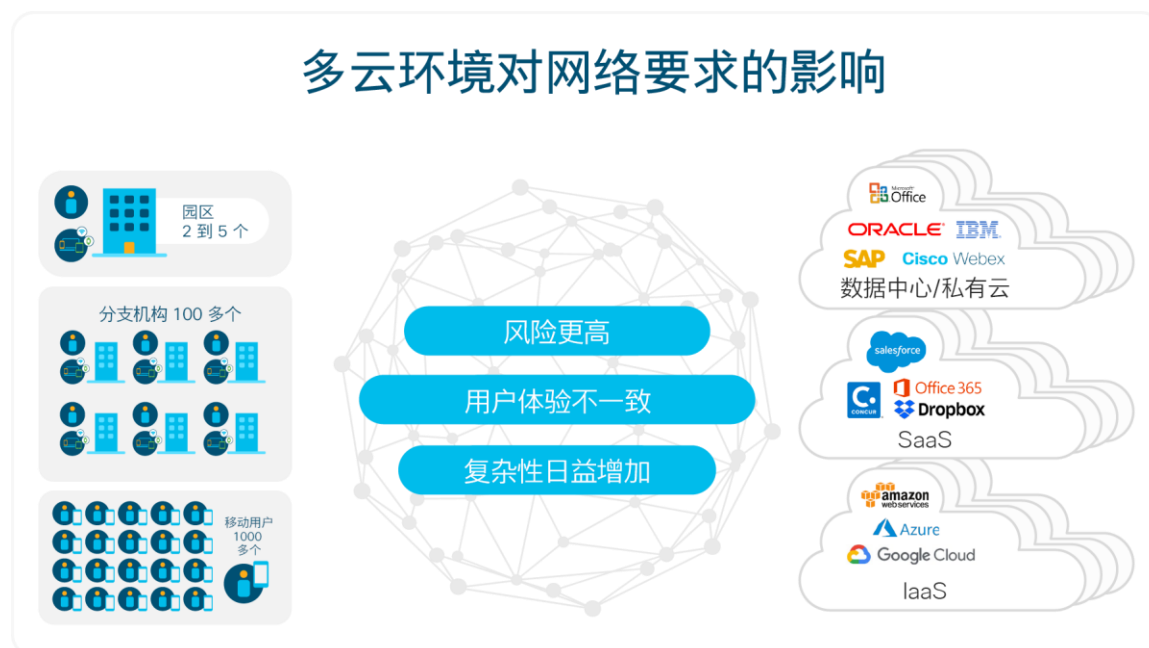 多云环境对网络要求的影响
园区
2 到 5 个
分支机构 100 多个
移动用户
1000
多个
风险更高
用户体验不一致
复杂性日益增加
Microsoft
Office
ORACLE IBM
SAP Cisco Webex
数据中心/私有云
salesforce
C.
CONCUR
Office 365
Dropbox
SaaS
amazon
webservices
Azure
Google Cloud
IaaS